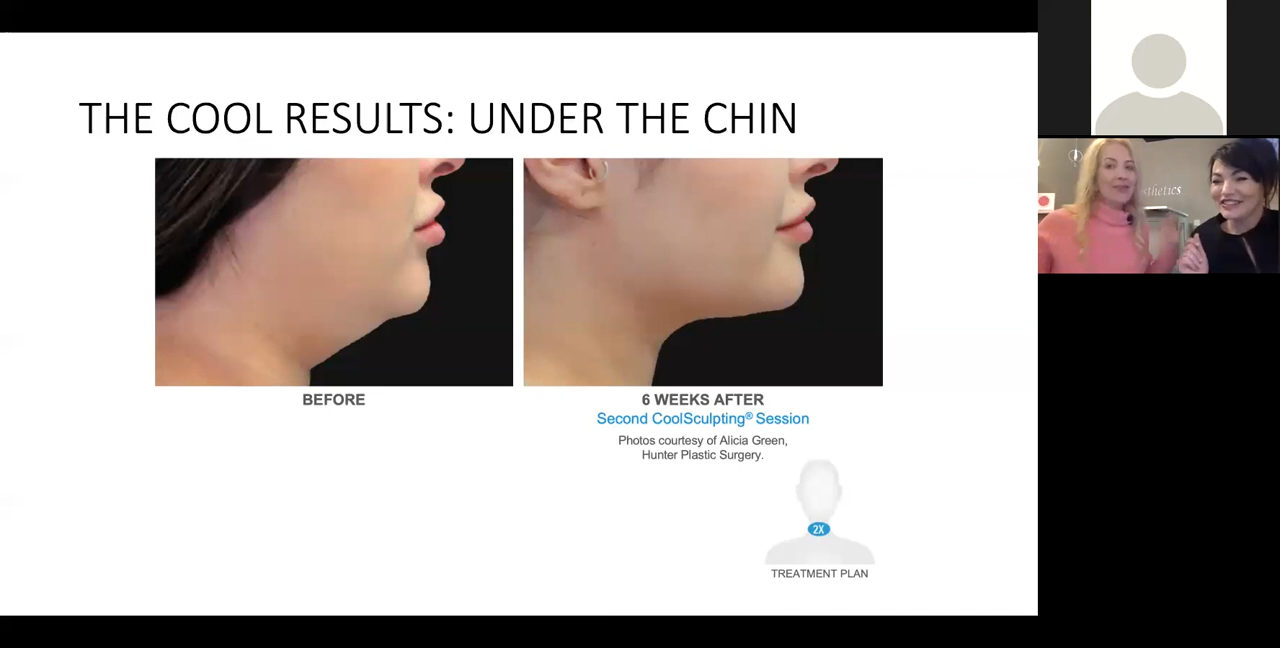 THE COOL RESULTS: UNDER THE CHIN
BEFORE
6 WEEKS AFTER
Second CoolSculpting® Session
Photos courtesy of Alicia Green,
Hunter Plastic Surgery.
2X
TREATMENT PLAN